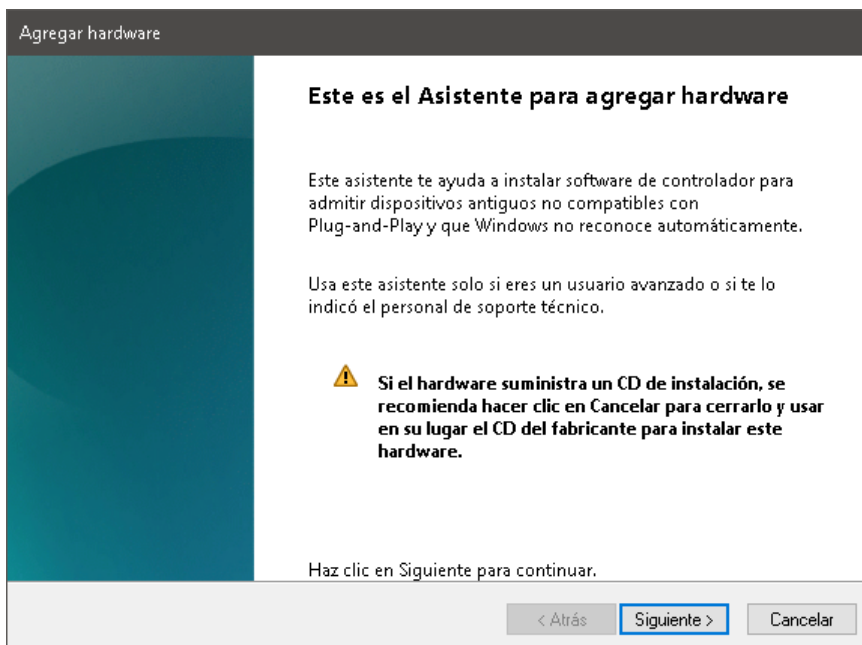 Agregar hardware
Este es el Asistente para agregar hardware
Este asistente te ayuda a instalar software de controlador para
admitir dispositivos antiguos no compatibles con
Plug-and-Play y que Windows no reconoce automáticamente.
Usa este asistente solo si eres un usuario avanzado o si te lo
indicó el personal de soporte técnico.
Si el hardware suministra un CD de instalación, se
recomienda hacer clic en Cancelar para cerrarlo y usar
en su lugar el CD del fabricante para instalar este
hardware.
Haz clic en Siguiente para continuar.
< Atrás Siguiente > Cancelar